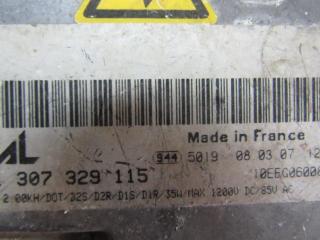 AL
Made in France
307 329 115
944 5019 08.03.07 12
2.00KH/DOT/D2S/D2R/D1S/D1R/35W/MAX 1200V DC/85V AC